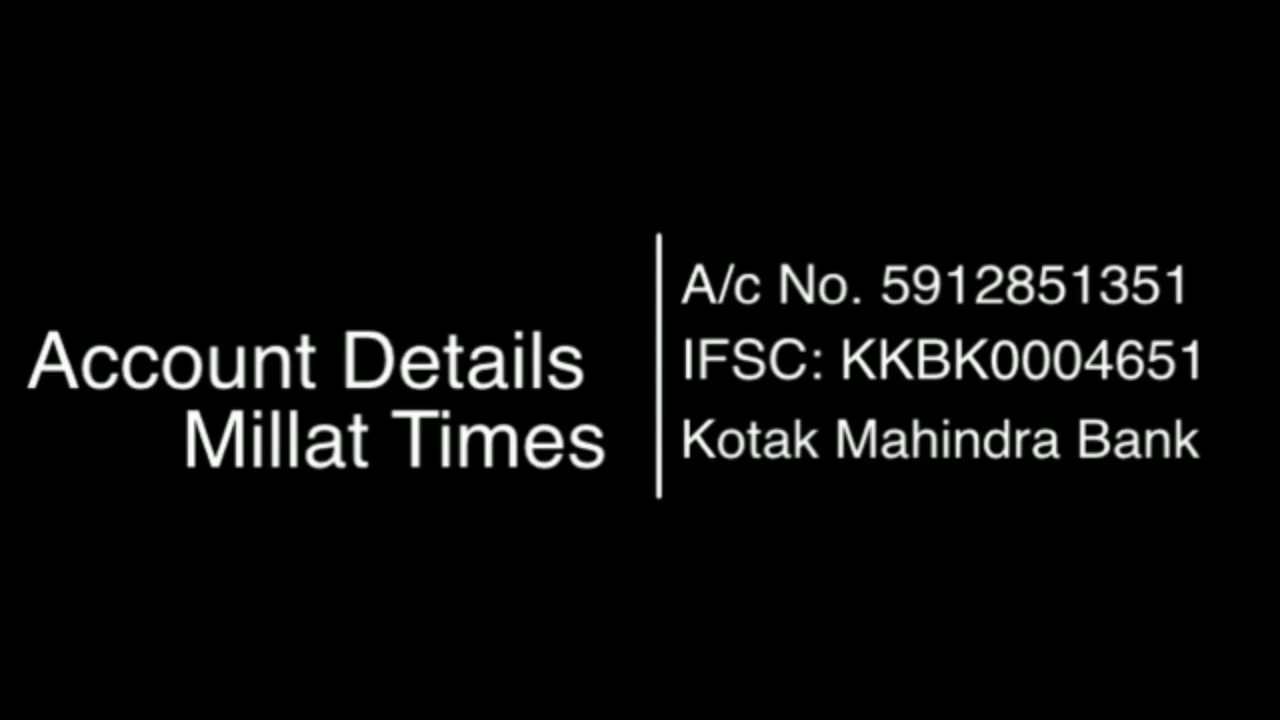 Account Details
Millat Times
A/c No. 5912851351
IFSC: KKBK0004651
Kotak Mahindra Bank